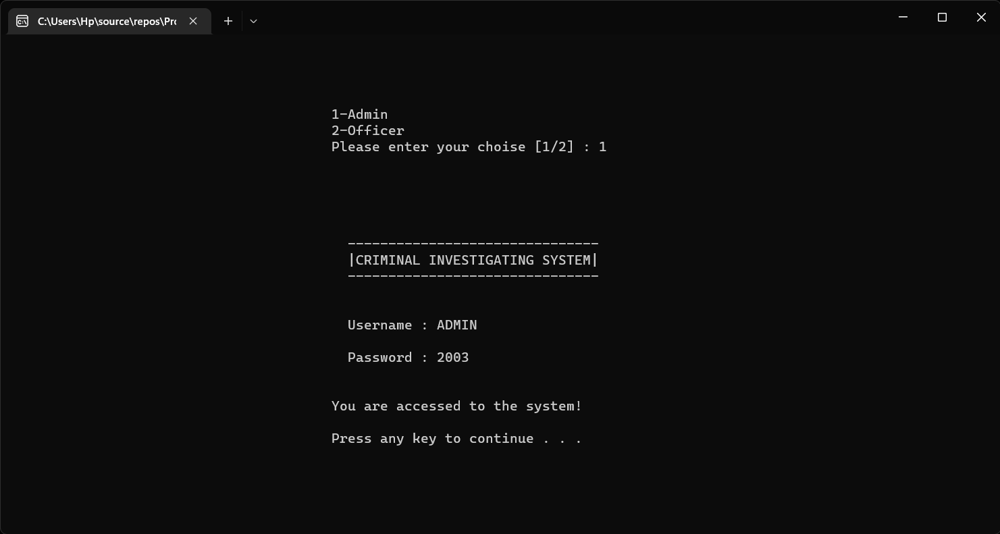 C:\Users\Hp\source\repos\Pr
1-Admin
2-Officer
Please enter your choise [1/2] : 1
-------------------------------
|CRIMINAL INVESTIGATING SYSTEM|
-------------------------------
Username : ADMIN
Password : 2003
You are accessed to the system!
Press any key to continue . . .